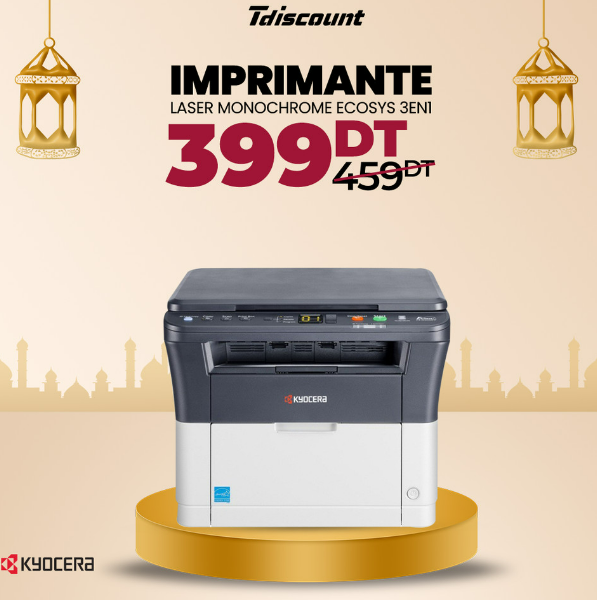 Tdiscount
IMPRIMANTE
LASER MONOCHROME ECOSYS 3EN1
399DT
459DT
KYOCERA
KYOCERA